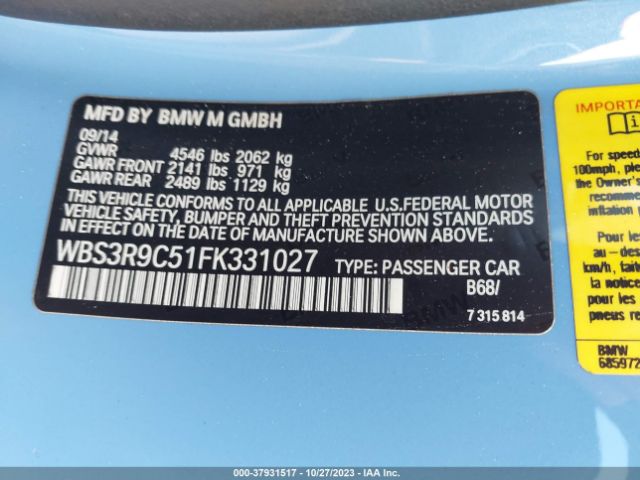 MFD BY BMW M GMBH
09/14
GVWR 4546 lbs 2062 kg
GAWR FRONT 2141 lbs 971 kg
GAWR REAR 2489 lbs 1129 kg
THIS VEHICLE CONFORMS TO ALL APPLICABLE U.S.FEDERAL MOTOR
VEHICLE SAFETY, BUMPER AND THEFT PREVENTION STANDARDS
IN EFFECT ON THE DATE OF MANUFACTURE SHOWN ABOVE.
WBS3R9C51FK331027 TYPE: PASSENGER CAR
B68/
7 315 814
IMPORTA
For speed
100mph, ple
the Owner's
recomme
inflation p
Pour les
au-des
km/h, fait
la notice
pour les
pneus re
BMW
685972
000-37931517 - 10/27/2023 - IAA Inc.